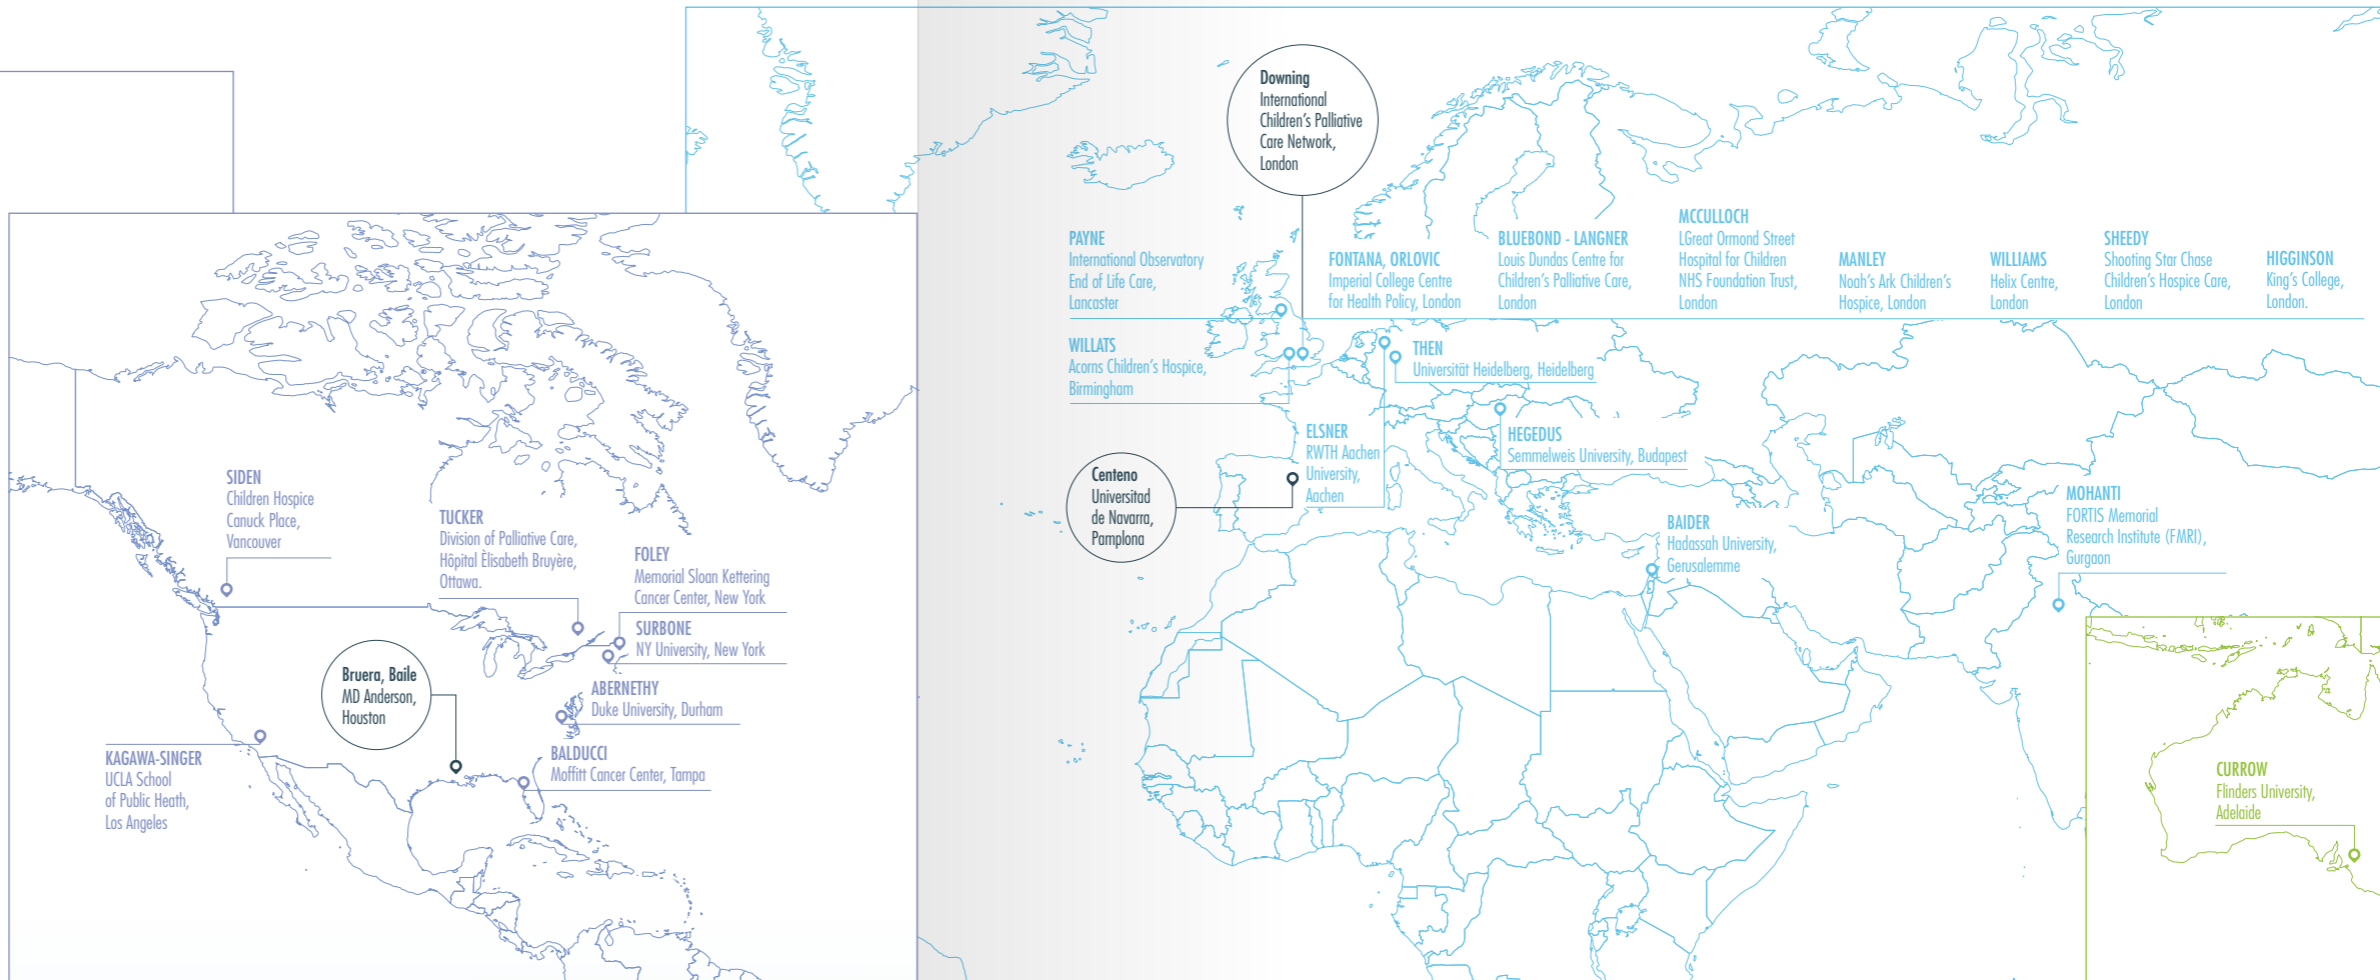 Downing
International
Children's Palliative
Care Network,
London
PAYNE
International Observatory
End of Life Care,
Lancaster
FONTANA, ORLOVIC
Imperial College Centre
for Health Policy, London
BLUEBOND - LANGNER
Louis Dundas Centre for
Children's Palliative Care,
London
MCCULLOCH
LGreat Ormond Street
Hospital for Children
NHS Foundation Trust,
London
MANLEY
Noah's Ark Children's
Hospice, London
WILLIAMS
Helix Centre,
London
SHEEDY
Shooting Star Chase
Children's Hospice Care,
London
HIGGINSON
King's College,
London.
WILLATS
Acorns Children's Hospice,
Birmingham
THEN
Universität Heidelberg, Heidelberg
ELSNER
RWTH Aachen
University,
Aachen
HEGEDUS
Semmelweis University, Budapest
Centeno
Universitad
de Navarra,
Pamplona
BAIDER
Hadassah University,
Gerusalemme
MOHANTI
FORTIS Memorial
Research Institute (FMRI),
Gurgaon
SIDEN
Children Hospice
Canuck Place,
Vancouver
TUCKER
Division of Palliative Care,
Hôpital Èlisabeth Bruyère,
Ottawa.
FOLEY
Memorial Sloan Kettering
Cancer Center, New York
SURBONE
NY University, New York
Bruera, Baile
MD Anderson,
Houston
ABERNETHY
Duke University, Durham
BALDUCCI
Moffitt Cancer Center, Tampa
KAGAWA-SINGER
UCLA School
of Public Heath,
Los Angeles
CURROW
Flinders University,
Adelaide